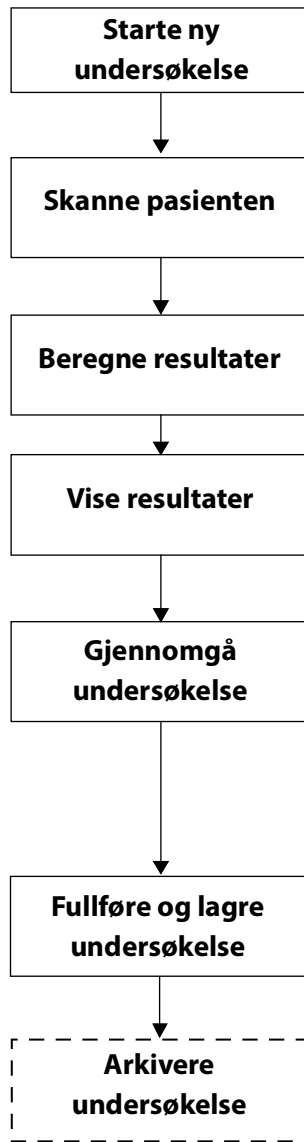 Starte ny
undersøkelse
Skanne pasienten
Beregne resultater
Vise resultater
Gjennomgå
undersøkelse
Fullføre og lagre
undersøkelse
Arkivere
undersøkelse